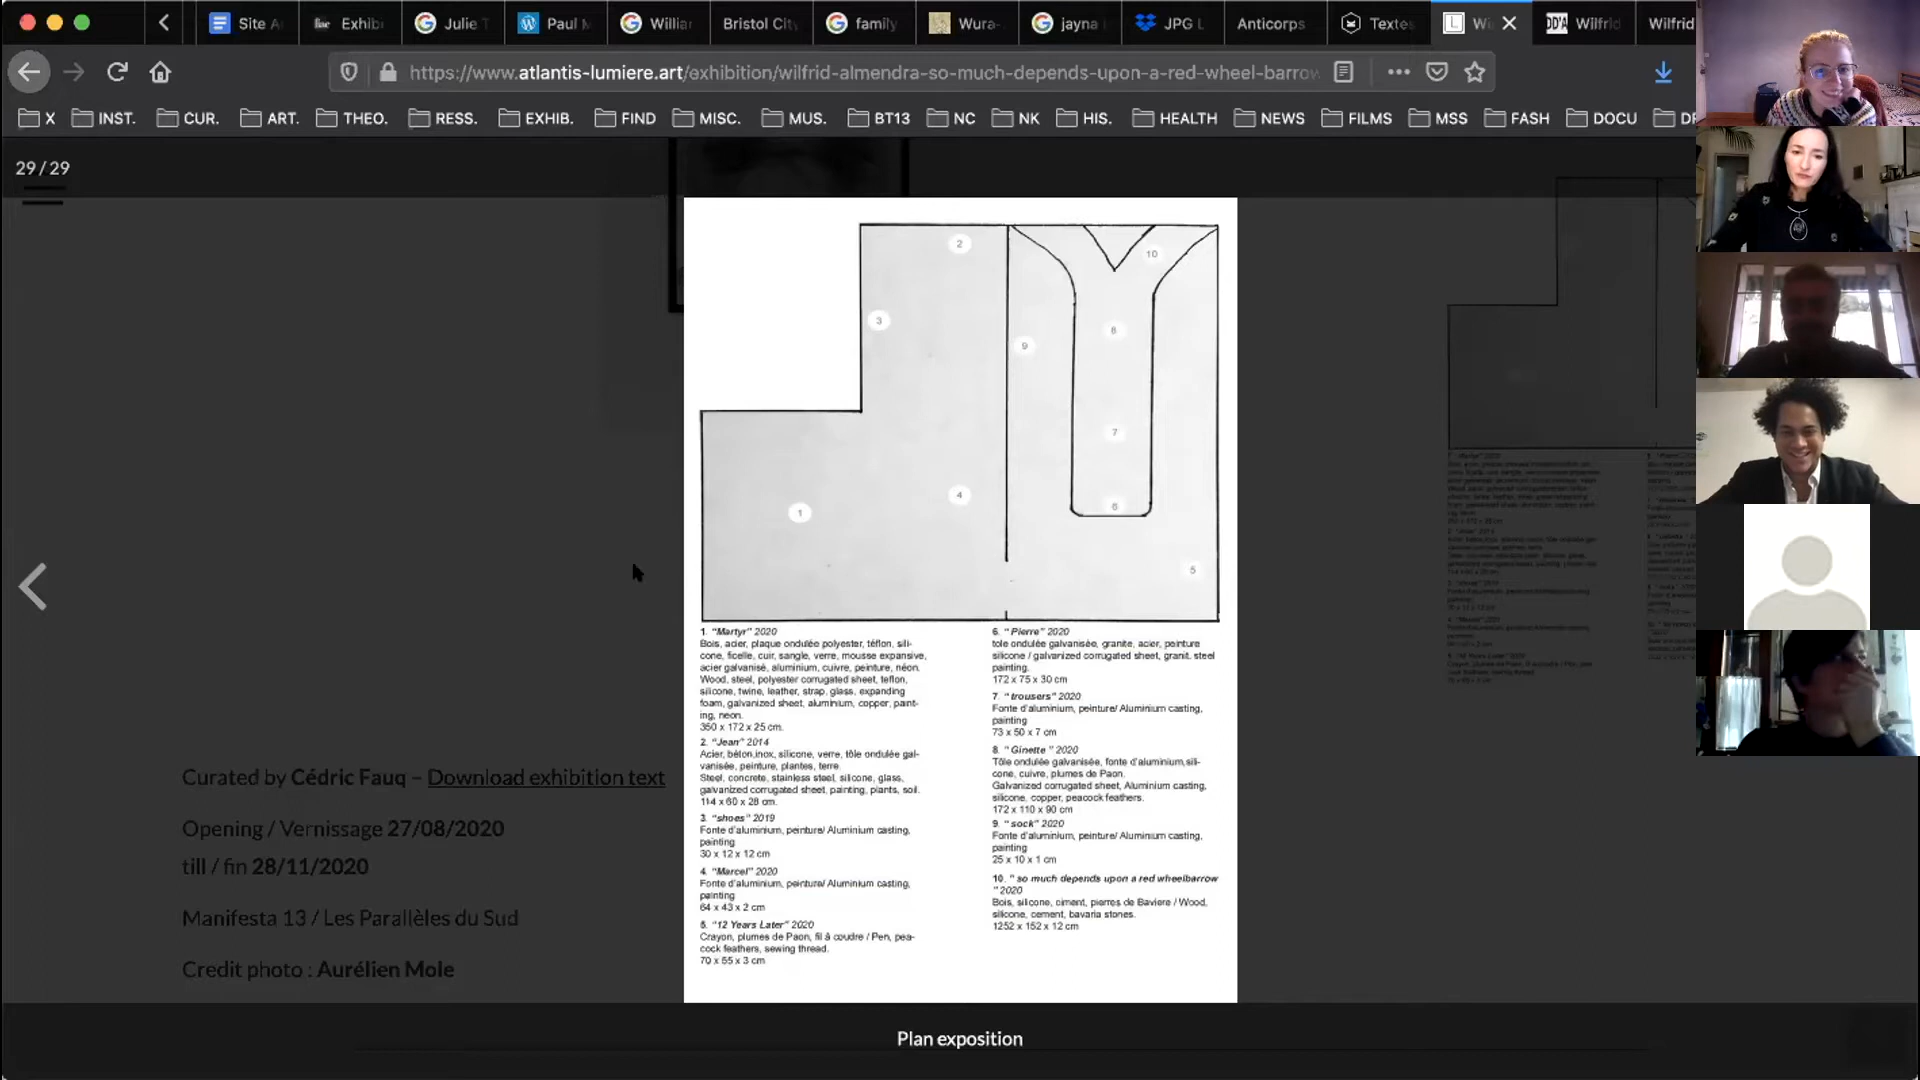 Site A
Exhibi
Julie T
Paul M
Willian
Bristol City
family
Wura-
jayna
JPG L
Anticorps
Textes
Wi
DD'A
Wilfrid
Wilfrid
https://www.atlantis-lumiere.art/exhibition/wilfrid-almendra-so-much-depends-upon-a-red-wheel-barrow
X
INST.
CUR.
ART.
THEO.
RESS.
EXHIB.
FIND
MISC.
MUS.
BT13
NC
NK
HIS.
HEALTH
NEWS
FILMS
MSS
FASH
DOCU
29 / 29
2
10
3
8
9
7
4
6
1
5
1. "Martyr" 2020
Bois, acier, plaque ondulée polyester, téflon, sili-
cone, ficelle, cuir, sangle, verre, mousse expansive,
acier galvanisé, aluminium, cuivre, peinture, néon.
Wood, steel, polyester corrugated sheet, teflon,
silicone, twine, leather, strap, glass, expanding
foam, galvanized sheet, aluminum, copper, paint-
ing, neon.
350 x 172 x 25 cm.
2. "Jean" 2014
Acier, béton,inox, silicone, verre, tôle ondulée gal-
vanisée, peinture, plantes, terre.
Steel, concrete, stainless steel, silicone, glass,
galvanized corrugated sheet, painting, plants, soil.
114 x 60 x 28 cm.
3. "shoes" 2019
Fonte d'aluminium, peinture/ Aluminium casting,
painting
30 x 12 x 12 cm
4. "Marcel" 2020
Fonte d'aluminium, peinture/ Aluminium casting,
painting
64 x 43 x 2 cm
5. "12 Years Later" 2020
Crayon, plumes de Paon, fil à coudre / Pen, pea-
cock feathers, sewing thread.
70 x 55 x 3 cm
6. " Pierre" 2020
tole ondulée galvanisée, granite, acier, peinture
silicone / galvanized corrugated sheet, granit, steel
painting.
172 x 75 x 30 cm
7. " trousers" 2020
Fonte d'aluminium, peinture/ Aluminium casting,
painting
73 x 50 x 7 cm
8. " Ginette " 2020
Tôle ondulée galvanisée, fonte d'aluminium,sili-
cone, cuivre, plumes de Paon.
Galvanized corrugated sheet, Aluminium casting,
silicone, copper, peacock feathers.
172 x 110 x 90 cm
9. " sock" 2020
Fonte d'aluminium, peinture/ Aluminium casting,
painting
25 x 10 x 1 cm
10. " so much depends upon a red wheelbarrow
" 2020
Bois, silicone, ciment, pierres de Baviere / Wood,
silicone, cement, bavaria stones.
1252 x 152 x 12 cm
Curated by Cédric Fauq – Download exhibition text
Opening / Vernissage 27/08/2020
till / fin 28/11/2020
Manifesta 13 / Les Parallèles du Sud
Credit photo : Aurélien Mole
Plan exposition